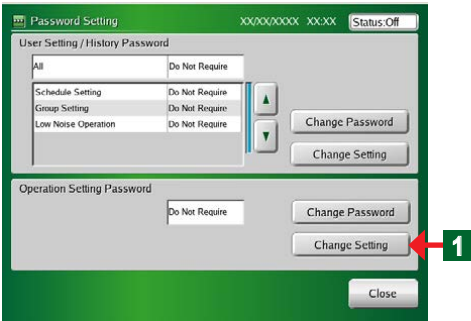 Password Setting XX/XX/XXXX XX:XX Status:Off
User Setting / History Password
All Do Not Require
Schedule Setting Do Not Require
Group Setting Do Not Require
Low Noise Operation Do Not Require
Change Password
Change Setting
Operation Setting Password
Do Not Require Change Password
Change Setting 1
Close